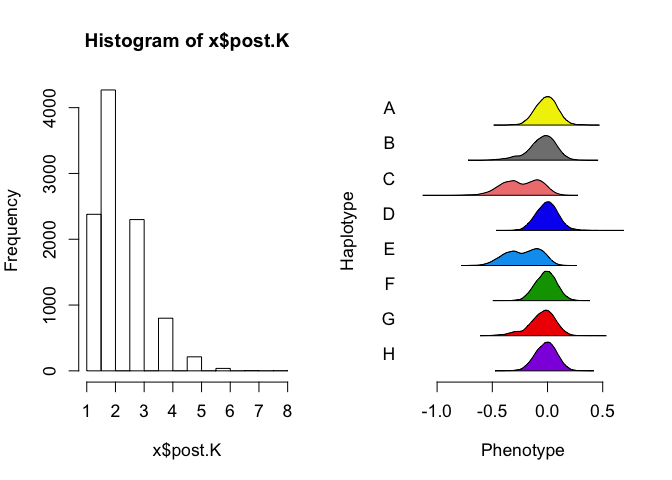 Histogram of x$post.K
Frequency
0
1000
2000
3000
4000
1 2 3 4 5 6 7 8
x$post.K
Haplotype
A
B
C
D
E
F
G
H
-1.0 -0.5 0.0 0.5
Phenotype